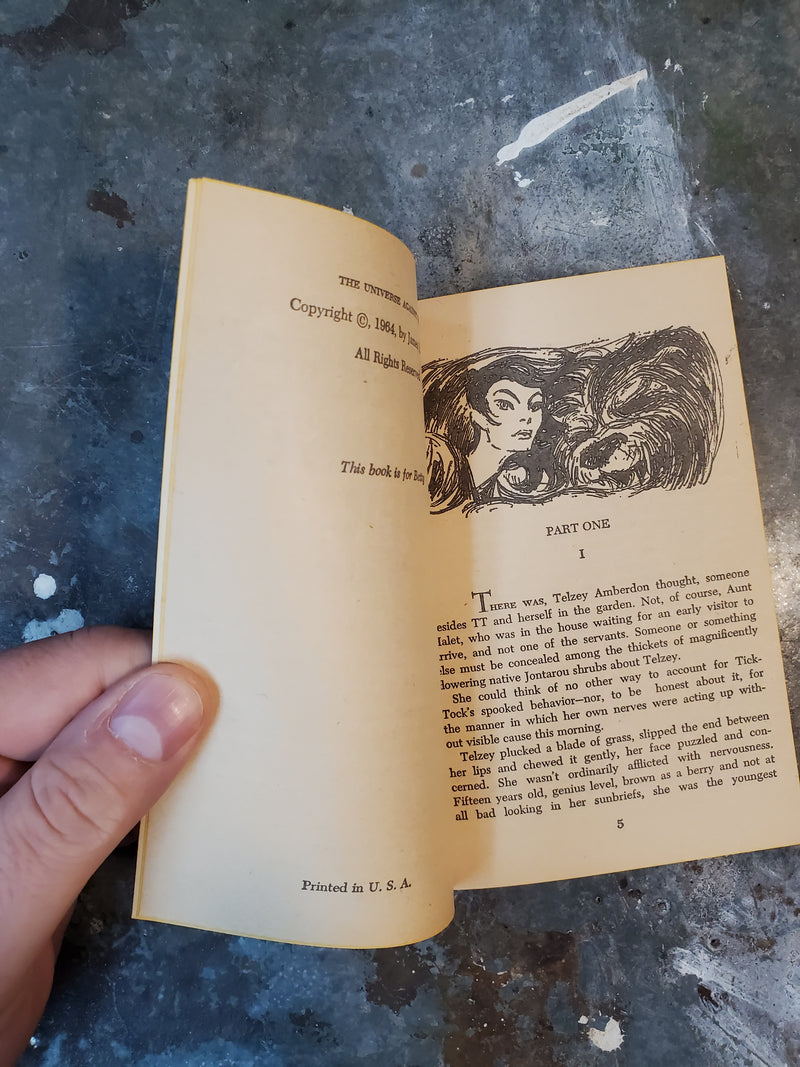 THE UNIVERSE
Copyright ©, 1964, by James
All Rights Reserved
This book is for
Printed in U. S. A.
PART ONE
I
THERE WAS, Telzey Amberdon thought, someone
esides TT and herself in the garden. Not, of course, Aunt
Halet, who was in the house waiting for an early visitor to
rrive, and not one of the servants. Someone or something
lse must be concealed among the thickets of magnificently
lowering native Jontarou shrubs about Telzey.
She could think of no other way to account for Tick-
Tock's spooked behavior—nor, to be honest about it, for
the manner in which her own nerves were acting up with-
out visible cause this morning.
Telzey plucked a blade of grass, slipped the end between
her lips and chewed it gently, her face puzzled and con-
cerned. She wasn't ordinarily afflicted with nervousness.
Fifteen years old, genius level, brown as a berry and not at
all bad looking in her sunbriefs, she was the youngest
5